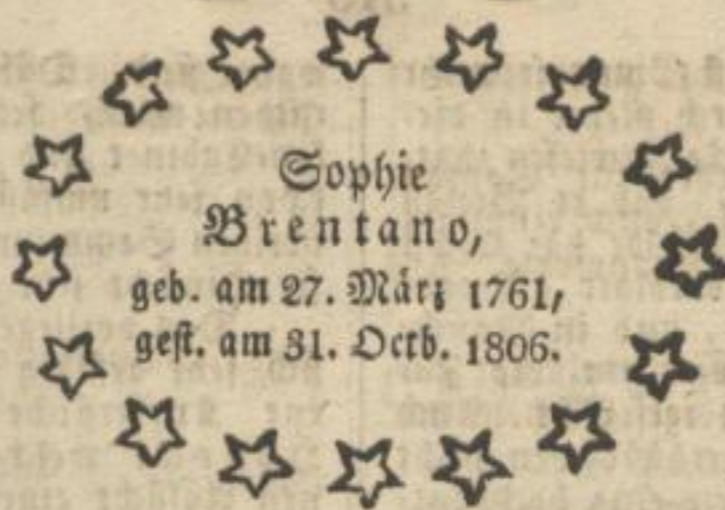 Sophie
Brentano,
geb. am 27. März 1761,
gest. am 31. Octb. 1806.